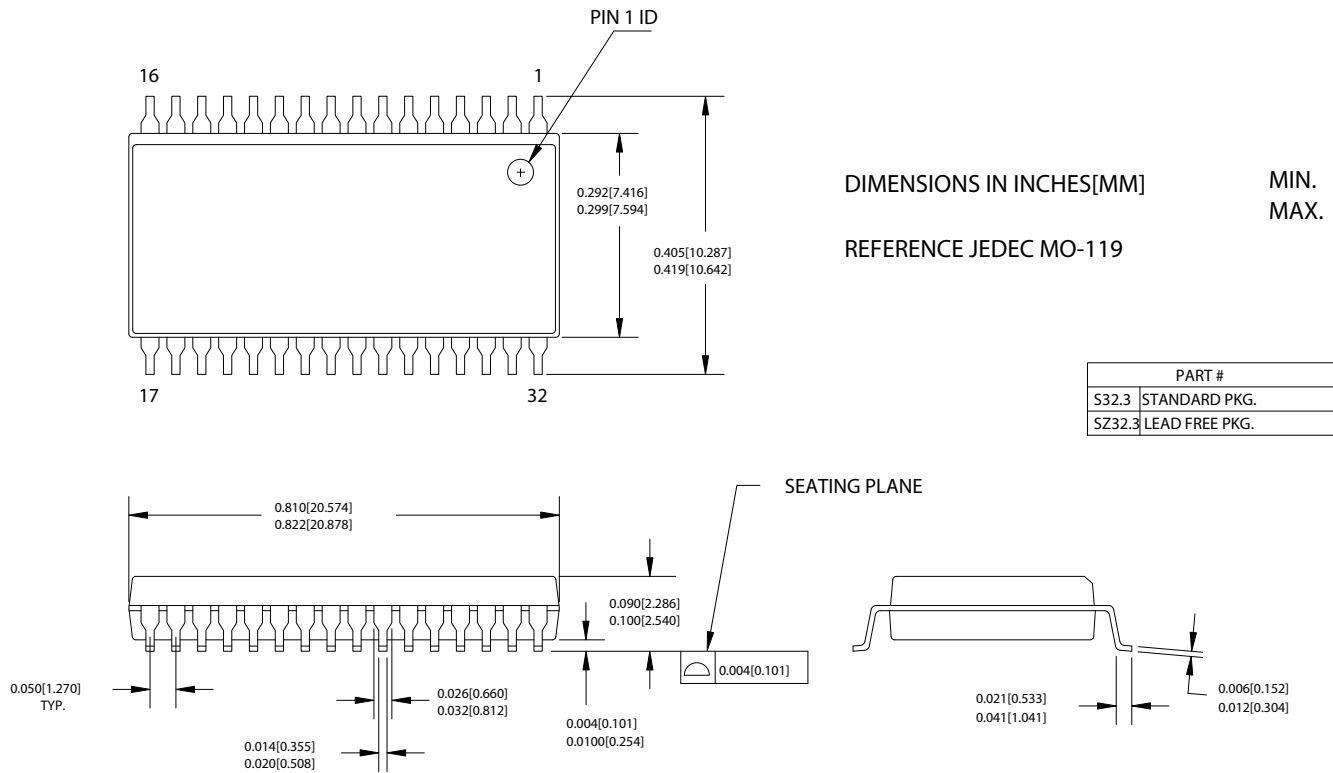 PIN 1 ID
16
1
0.292[7.416]
0.299[7.594]
0.405[10.287]
0.419[10.642]
DIMENSIONS IN INCHES[MM]
MIN.
MAX.
REFERENCE JEDEC MO-119
17
32
PART #
S32.3 STANDARD PKG.
SZ32.3 LEAD FREE PKG.
SEATING PLANE
0.810[20.574]
0.822[20.878]
0.090[2.286]
0.100[2.540]
0.004[0.101]
0.050[1.270]
TYP.
0.026[0.660]
0.032[0.812]
0.014[0.355]
0.020[0.508]
0.004[0.101]
0.0100[0.254]
0.021[0.533]
0.041[1.041]
0.006[0.152]
0.012[0.304]